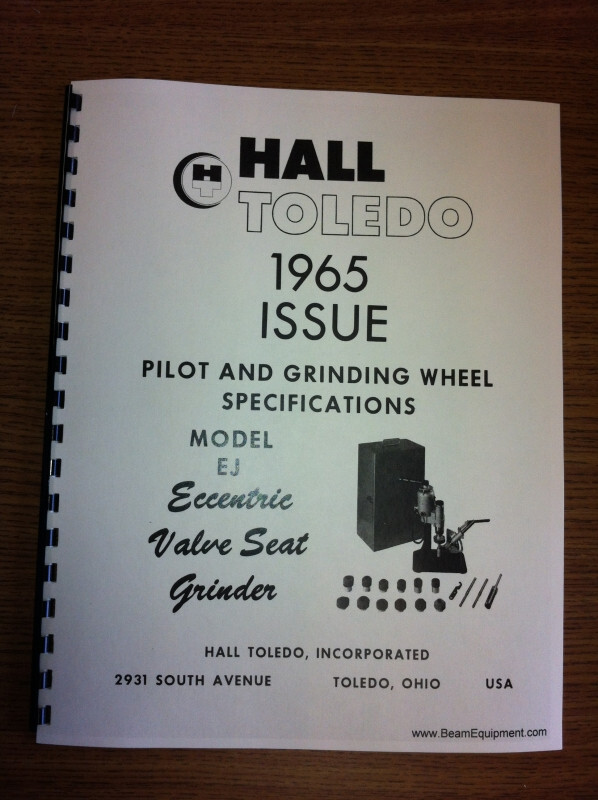 HT
HALL
TOLEDO
1965
ISSUE
PILOT AND GRINDING WHEEL
SPECIFICATIONS
MODEL
EJ
Eccentric
Valve Seat
Grinder
HALL TOLEDO, INCORPORATED
2931 SOUTH AVENUE TOLEDO, OHIO USA
www.BeamEquipment.com